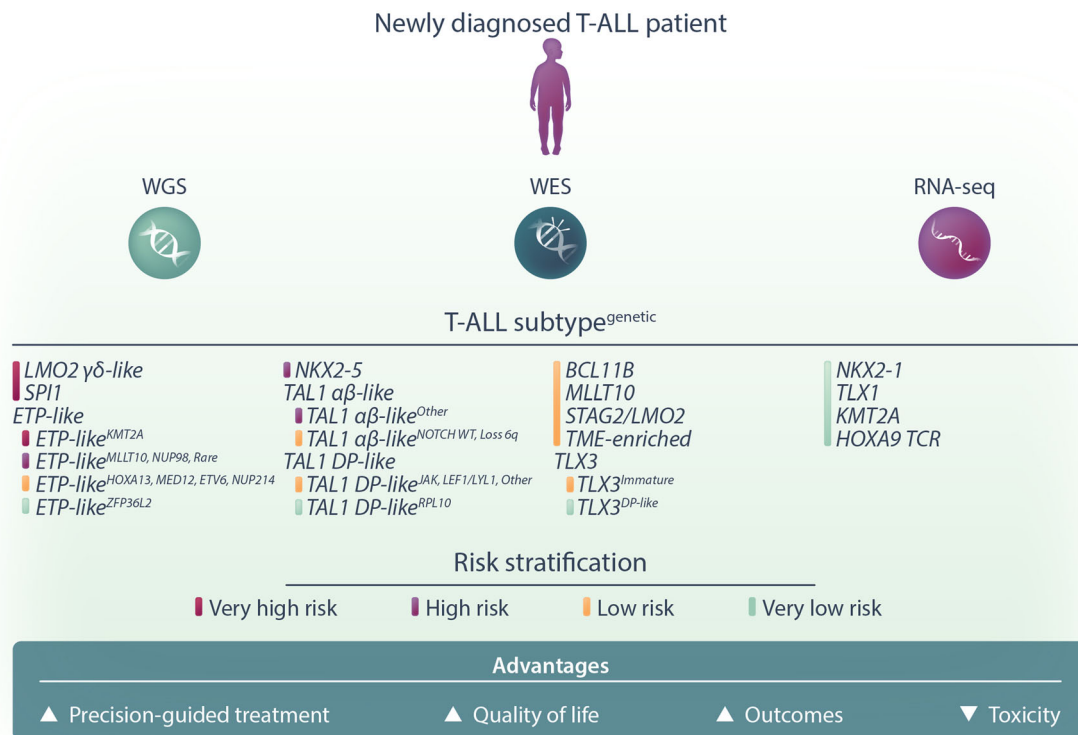 Newly diagnosed T-ALL patient
WGS
WES
RNA-seq
T-ALL subtypegenetic
LMO2 γδ-like
SPI1
ETP-like
ETP-likeKMT2A
ETP-likeMLLT10, NUP98, Rare
ETP-likeHOXA13, MED12, ETV6, NUP214
ETP-likeZFP36L2
NKX2-5
TAL1 αβ-like
TAL1 αβ-likeOther
TAL1 αβ-likeNOTCH WT, Loss 6q
TAL1 DP-like
TAL1 DP-likeJAK, LEF1/LYL1, Other
TAL1 DP-likeRPL10
BCL11B
MLLT10
STAG2/LMO2
TME-enriched
TLX3
TLX3Immature
TLX3DP-like
NKX2-1
TLX1
KMT2A
HOXA9 TCR
Risk stratification
Very high risk
High risk
Low risk
Very low risk
Advantages
▲ Precision-guided treatment
▲ Quality of life
▲ Outcomes
▼ Toxicity